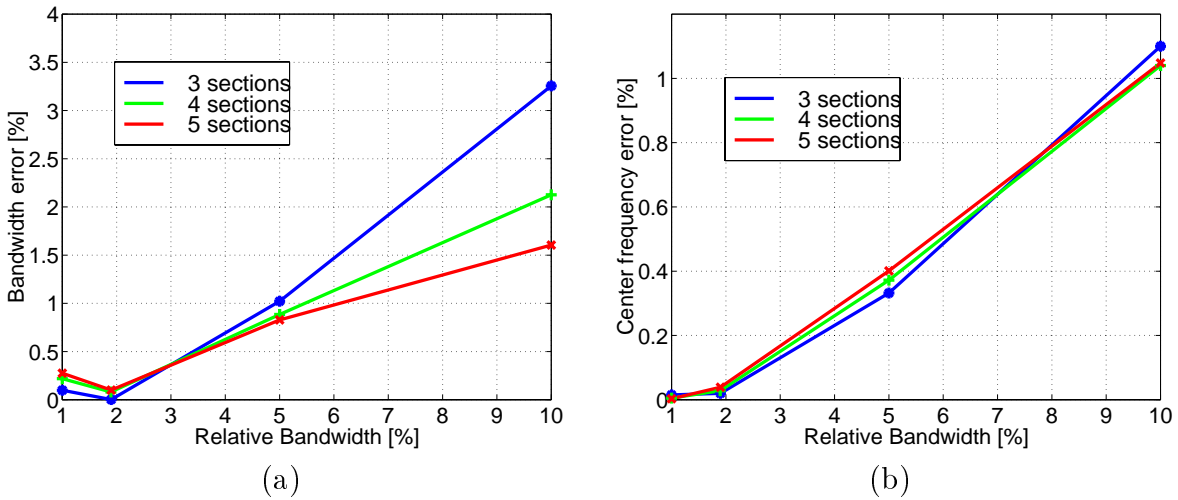 4
3.5
3
2.5
2
1.5
1
0.5
0
Bandwidth error [%]
3 sections
4 sections
5 sections
1 2 3 4 5 6 7 8 9 10
Relative Bandwidth [%]
(a)
1
0.8
0.6
0.4
0.2
0
Center frequency error [%]
3 sections
4 sections
5 sections
1 2 3 4 5 6 7 8 9 10
Relative Bandwidth [%]
(b)